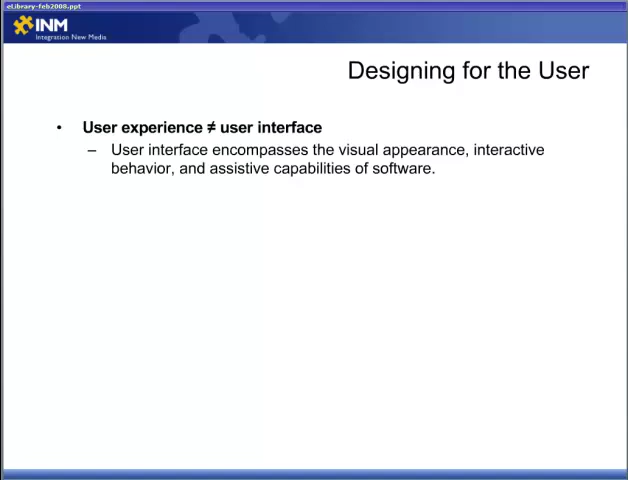 eLibrary-feb2008.ppt
INM
Integration New Media
Designing for the User
• User experience ≠ user interface
– User interface encompasses the visual appearance, interactive
behavior, and assistive capabilities of software.